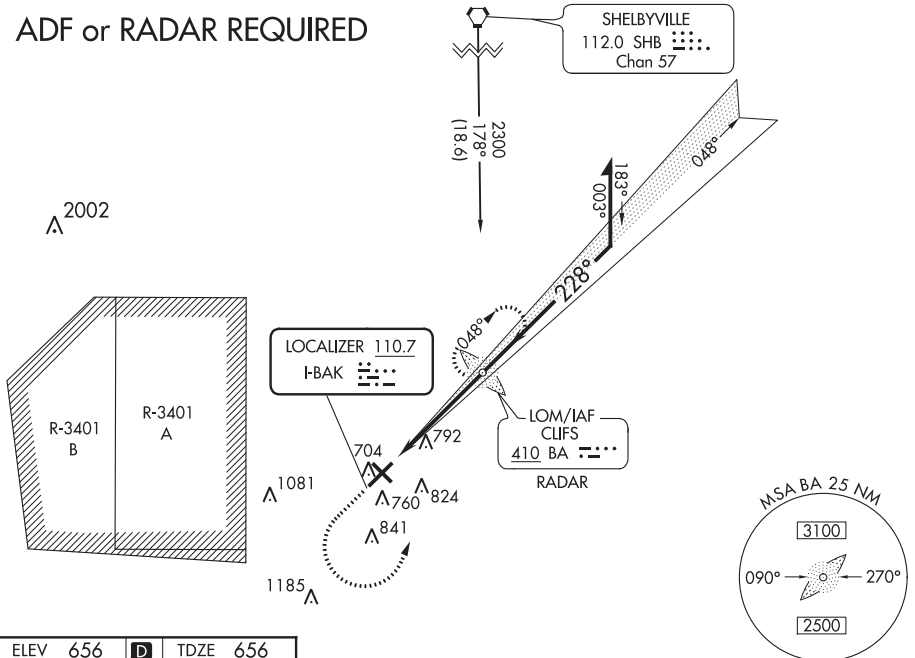 ADF or RADAR REQUIRED
SHELBYVILLE
112.0 SHB
Chan 57
2300
178°
(18.6)
048°
183°
003°
2002
228°
048°
LOCALIZER 110.7
I-BAK
R-3401
B
R-3401
A
LOM/IAF
CLIFS
410 BA
RADAR
792
704
1081
760
824
841
1185
MSA BA 25 NM
3100
090°
270°
2500
ELEV 656 D TDZE 656